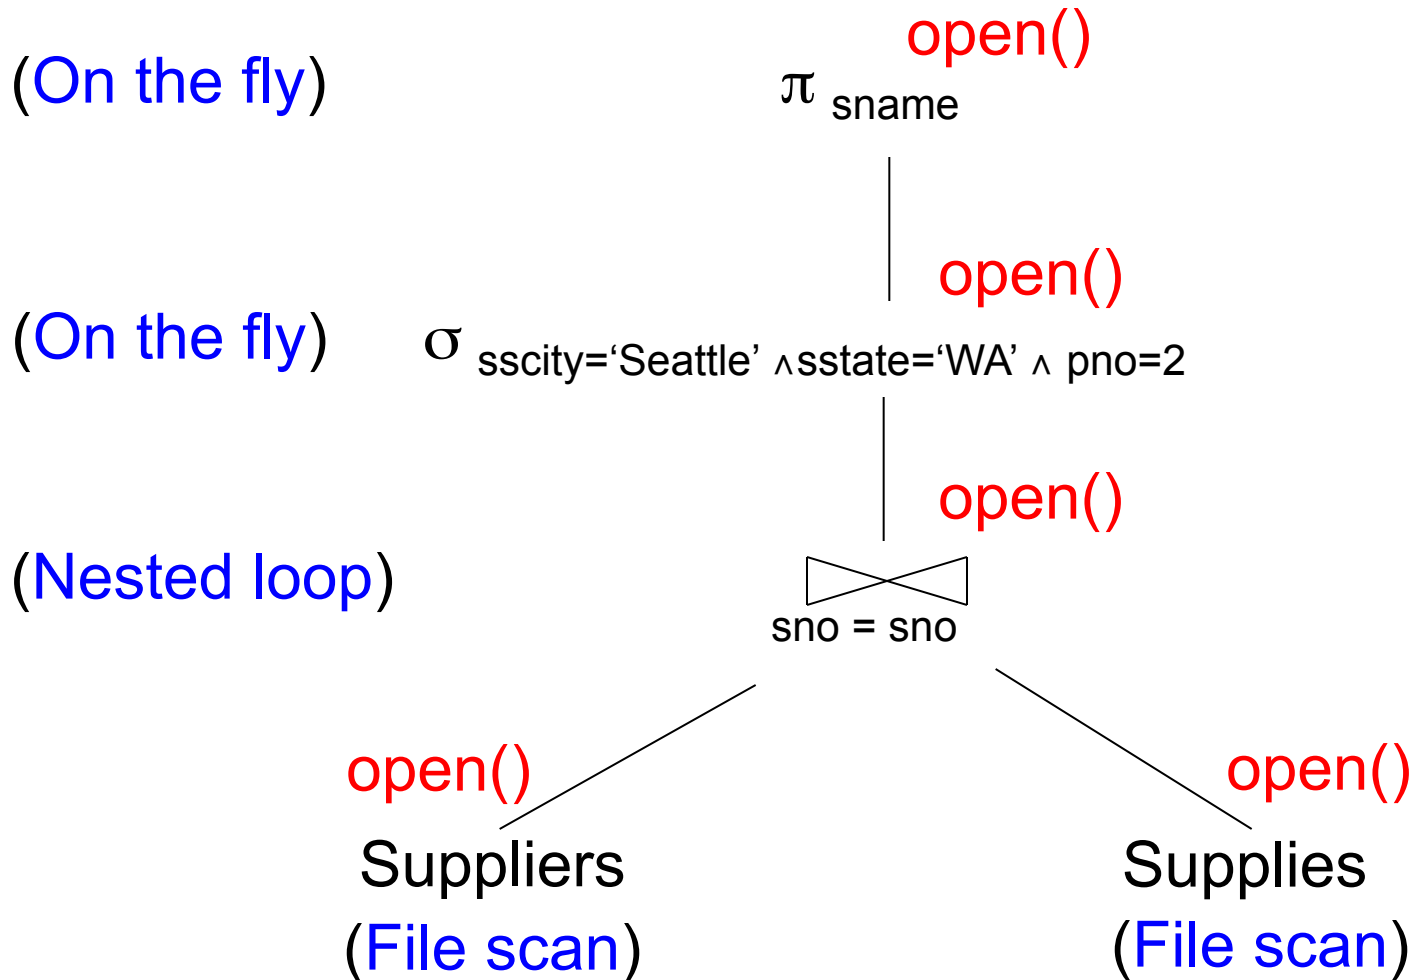 open()
(On the fly) π sname
open()
(On the fly) σ sscity=‘Seattle’ ∧sstate=‘WA’ ∧ pno=2
open()
(Nested loop)
sno = sno
open() open()
Suppliers Supplies
(File scan) (File scan)